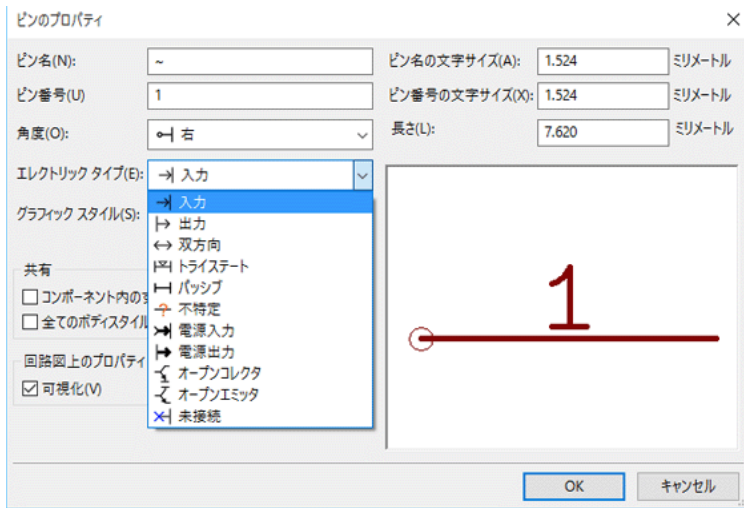 ピンのプロパティ
ピン名(N): ~
ピン名の文字サイズ(A): 1.524 ミリメートル
ピン番号(U) 1
ピン番号の文字サイズ(X): 1.524 ミリメートル
角度(O): 右
長さ(L): 7.620 ミリメートル
エレクトリック タイプ(E): 入力
グラフィック スタイル(S):
入力
出力
双方向
トライステート
パッシブ
不特定
電源入力
電源出力
オープンコレクタ
オープンエミッタ
未接続
共有
コンポーネント内の
全てのボディスタイル
回路図上のプロパティ
可視化(V)
1
OK
キャンセル